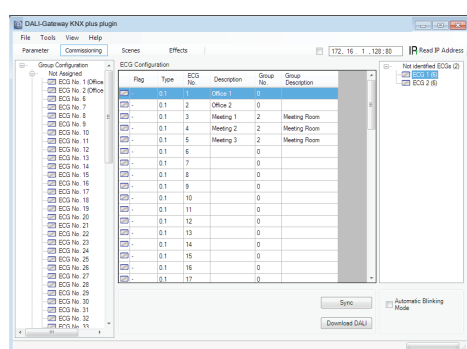 DALI-Gateway KNX plus plugin
File Tools View Help
Parameter Commissioning Scenes Effects 172. 16 . 1 .128 : 80 IR Read IP Address
Group Configuration
Not Assigned
ECG No. 1 (Office
ECG No. 2 (Office
ECG No. 6
ECG No. 7
ECG No. 8
ECG No. 9
ECG No. 10
ECG No. 11
ECG No. 12
ECG No. 13
ECG No. 14
ECG No. 15
ECG No. 16
ECG No. 17
ECG No. 18
ECG No. 19
ECG No. 20
ECG No. 21
ECG No. 22
ECG No. 23
ECG No. 24
ECG No. 25
ECG No. 26
ECG No. 27
ECG No. 28
ECG No. 29
ECG No. 30
ECG No. 31
ECG No. 32
ECG No. 33
ECG Configuration
Flag Type ECG No. Description Group No. Group Description
- 0.1 1 Office 1 0
- 0.1 2 Office 2 0
- 0.1 3 Meeting 1 2 Meeting Room
- 0.1 4 Meeting 2 2 Meeting Room
- 0.1 5 Meeting 3 2 Meeting Room
- 0.1 6 0
- 0.1 7 0
- 0.1 8 0
- 0.1 9 0
- 0.1 10 0
- 0.1 11 0
- 0.1 12 0
- 0.1 13 0
- 0.1 14 0
- 0.1 15 0
- 0.1 16 0
- 0.1 17 0
Not identified ECGs (2)
ECG 1 (6)
ECG 2 (6)
Sync
Download DALI
Automatic Blinking
Mode